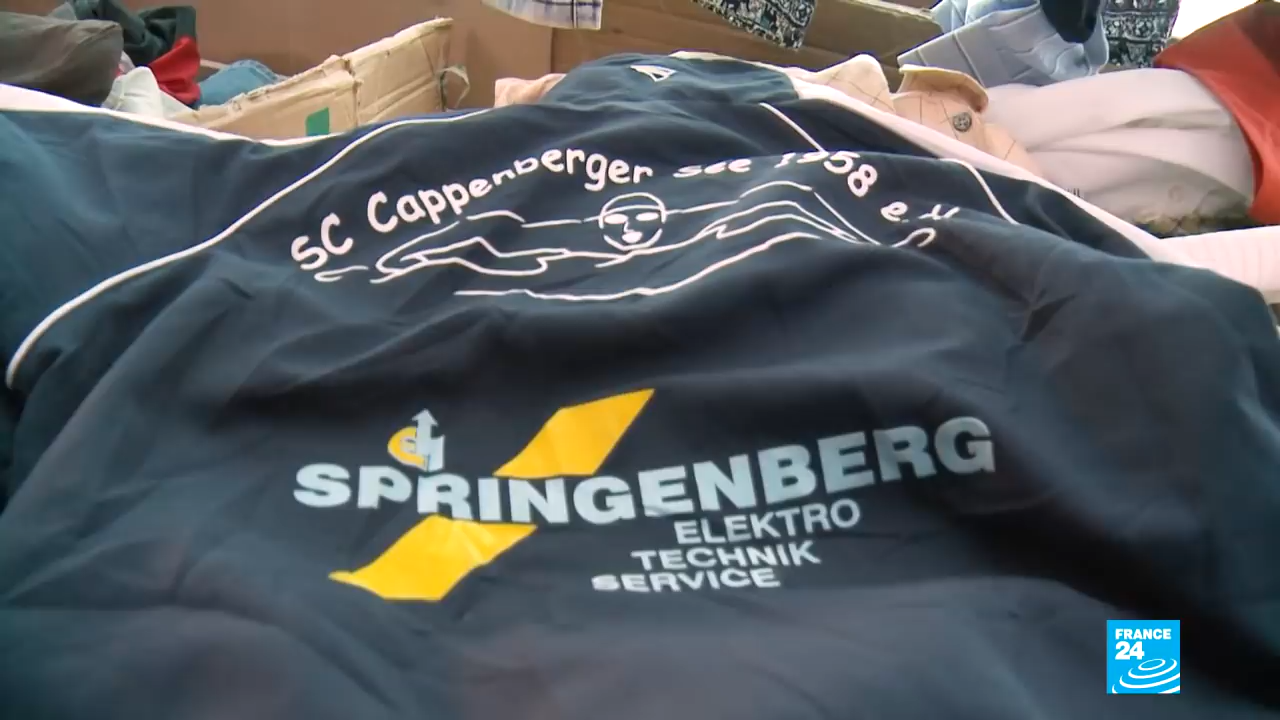 SC Cappenberger see 1958 e.V
SPRINGENBERG
ELEKTRO
TECHNIK
SERVICE
FRANCE
24